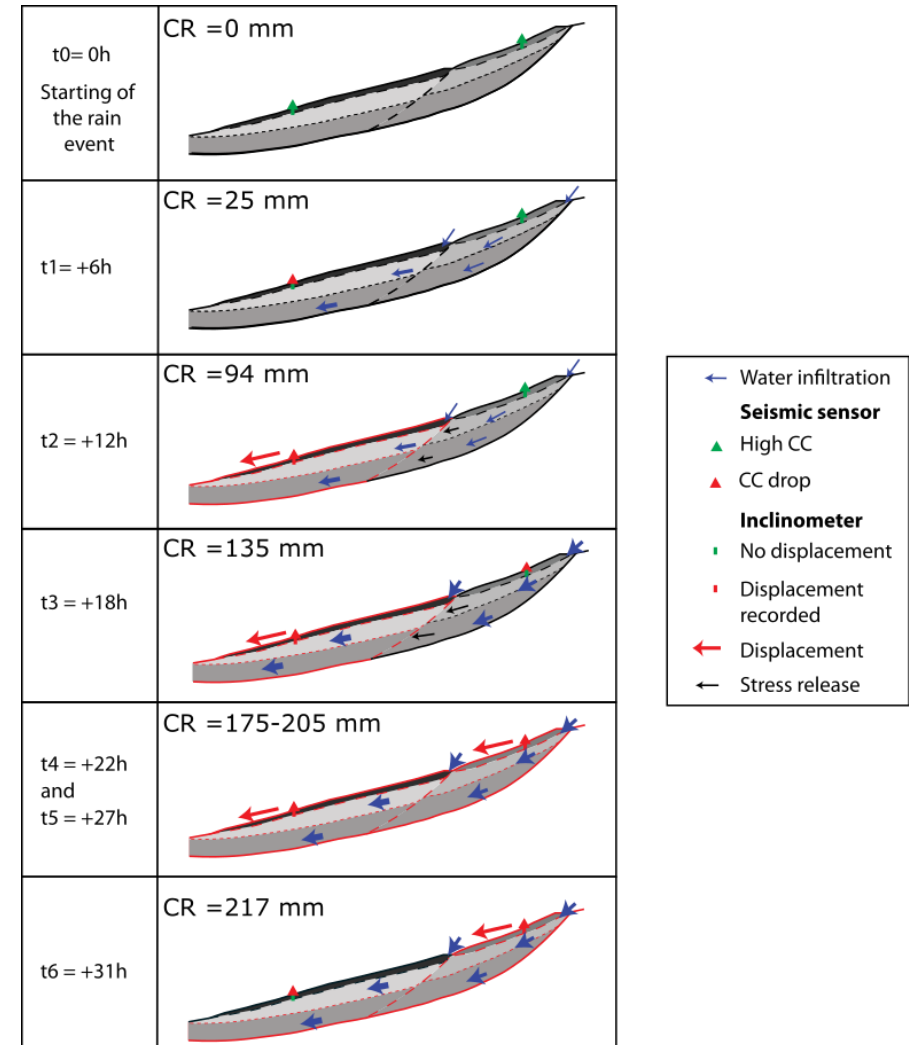 t0= 0h
Starting of
the rain
event
CR =0 mm
t1= +6h
CR =25 mm
t2 = +12h
CR =94 mm
t3 = +18h
CR =135 mm
t4 = +22h
and
t5 = +27h
CR =175-205 mm
t6 = +31h
CR =217 mm
Water infiltration
Seismic sensor
High CC
CC drop
Inclinometer
No displacement
Displacement
recorded
Displacement
Stress release